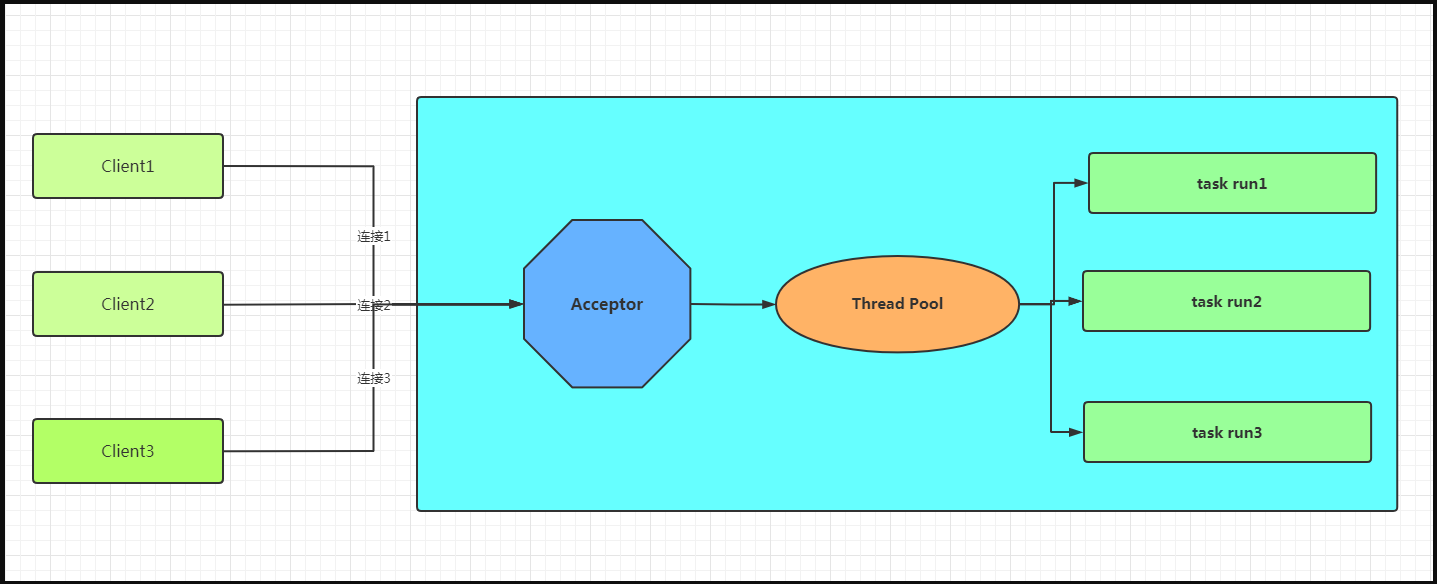 Client1
连接1
Client2
连接2
连接3
Client3
Acceptor
Thread Pool
task run1
task run2
task run3